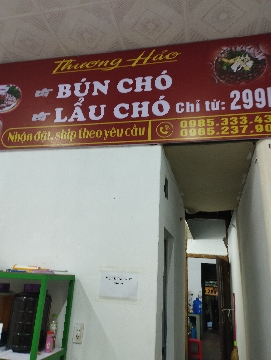 Thương Hảo
BÚN CHÓ
LẨU CHÓ Chỉ từ: 299
Nhận đặt, ship theo yêu cầu
0985.333.43
0965.237.90